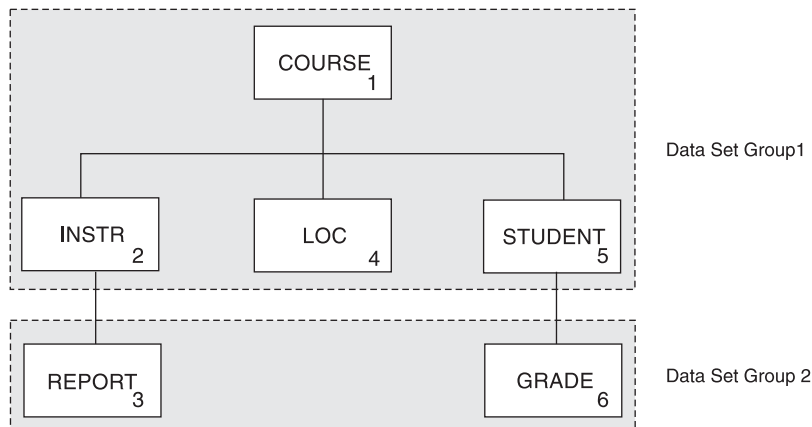 COURSE
1
Data Set Group1
INSTR
2
LOC
4
STUDENT
5
REPORT
3
GRADE
6
Data Set Group 2